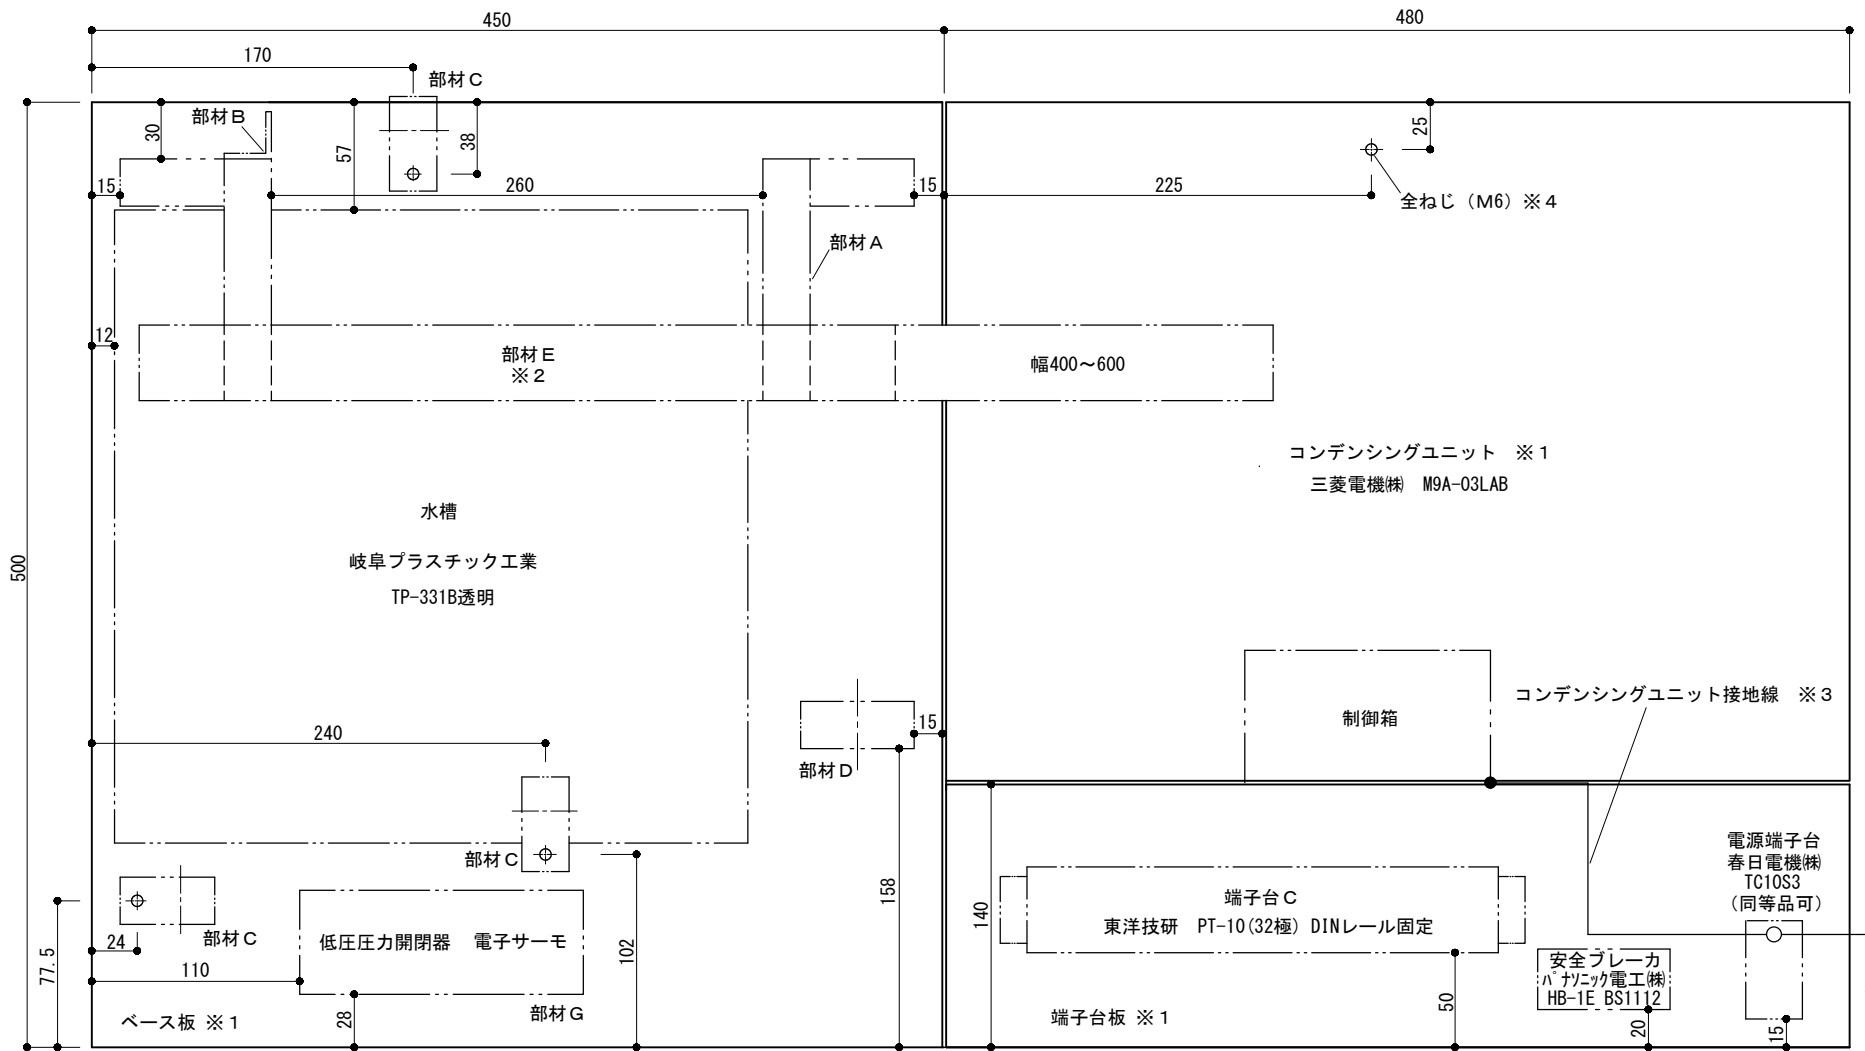 450
480
170
部材C
部材B
30
57
38
25
15
260
15
225
全ねじ（M6）※4
部材A
12
部材E
※2
幅400～600
コンデンシングユニット ※1
三菱電機㈱ M9A-03LAB
水槽
岐阜プラスチック工業
TP-331B透明
500
制御箱
コンデンシングユニット接地線 ※3
240
15
部材D
部材C
158
140
電源端子台
春日電機㈱
TC10S3
（同等品可）
端子台C
東洋技研 PT-10(32極) DINレール固定
77.5
24
部材C
110
低圧圧力開閉器 電子サーモ
102
28
部材G
ベース板 ※1
端子台板 ※1
50
安全ブレーカ
ﾊﾟﾅｿﾆｯｸ電工㈱
HB-1E BS1112
20
15